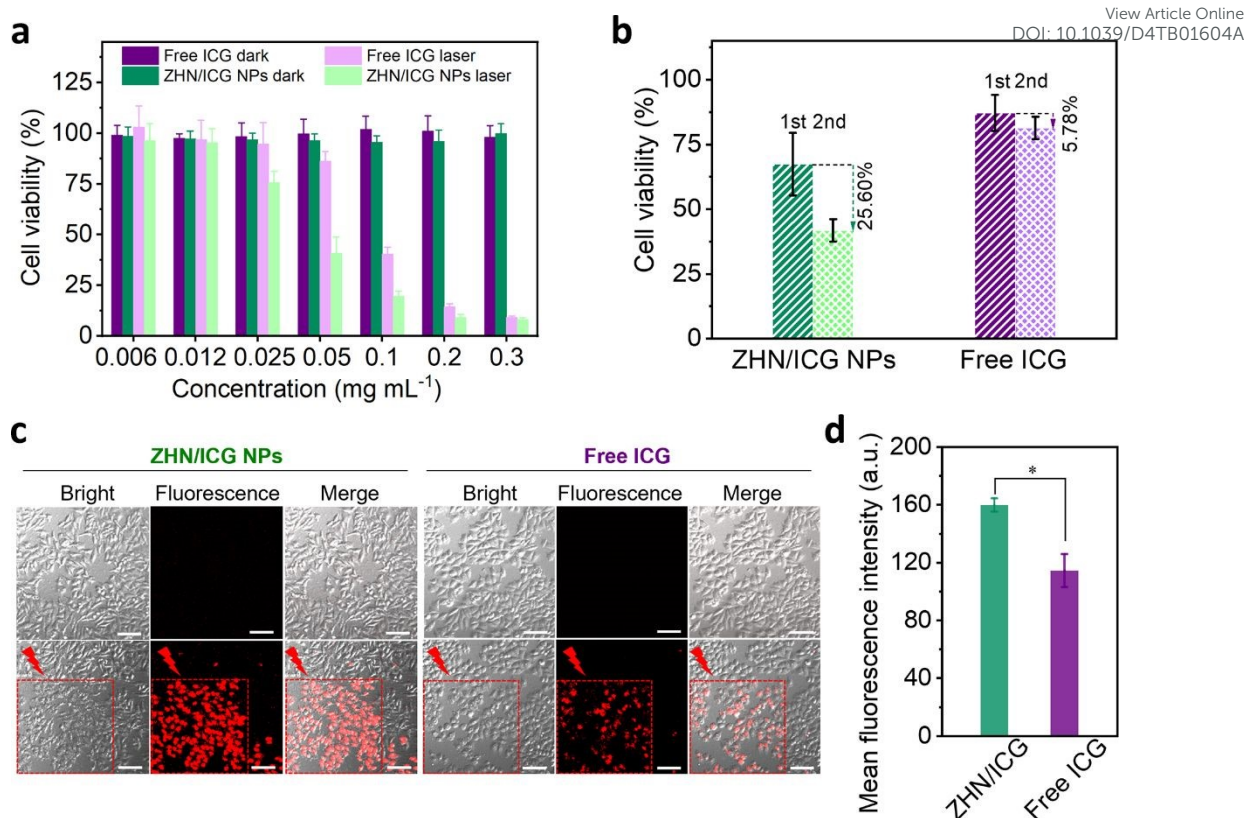 View Article Online
DOI: 10.1039/D4TB01604A
a
Free ICG dark
Free ICG laser
ZHN/ICG NPs dark
ZHN/ICG NPs laser
Cell viability (%)
125
100
75
50
25
0
0.006 0.012 0.025 0.05 0.1 0.2 0.3
Concentration (mg mL⁻¹)
b
Cell viability (%)
100
75
50
25
0
1st 2nd
25.60%
1st 2nd
5.78%
ZHN/ICG NPs Free ICG
c
ZHN/ICG NPs
Free ICG
Bright Fluorescence Merge
Bright Fluorescence Merge
d
Mean fluorescence intensity (a.u.)
200
160
120
80
40
0
*
ZHN/ICG
Free ICG